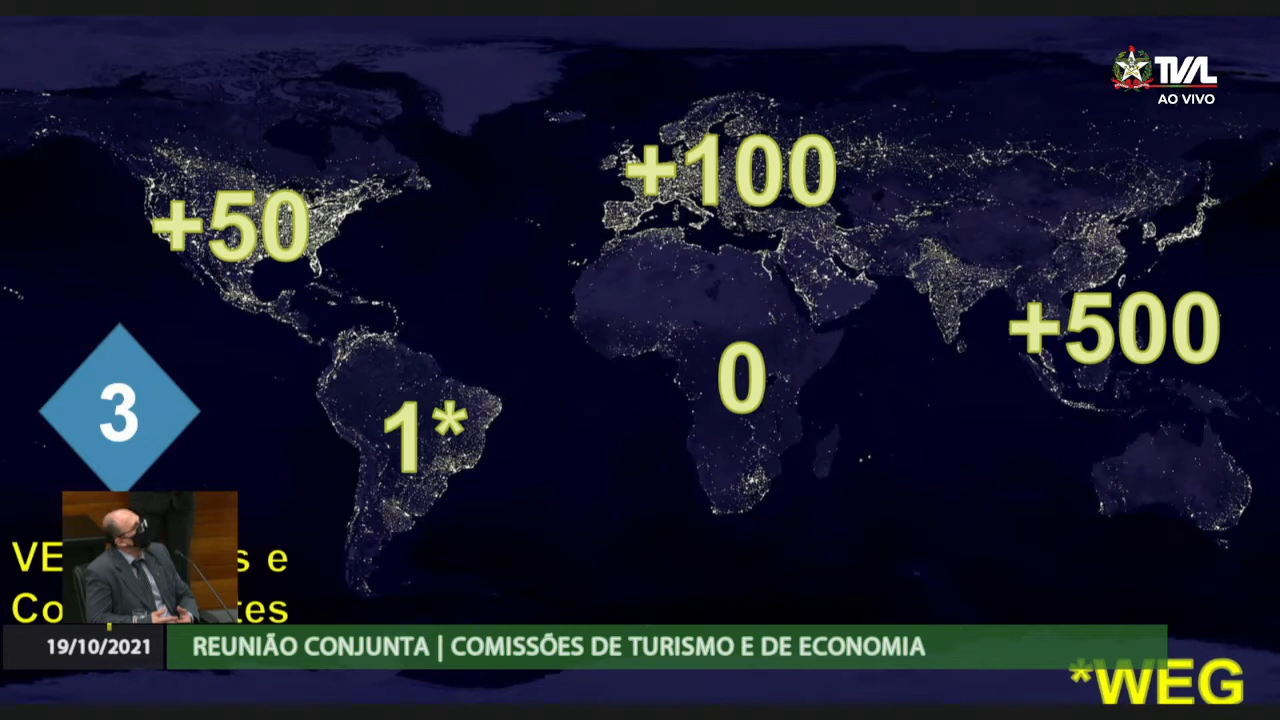 TVAL
AO VIVO
+100
+50
+500
0
3
1*
s e
tes
19/10/2021
REUNIÃO CONJUNTA | COMISSÕES DE TURISMO E DE ECONOMIA
*WEG